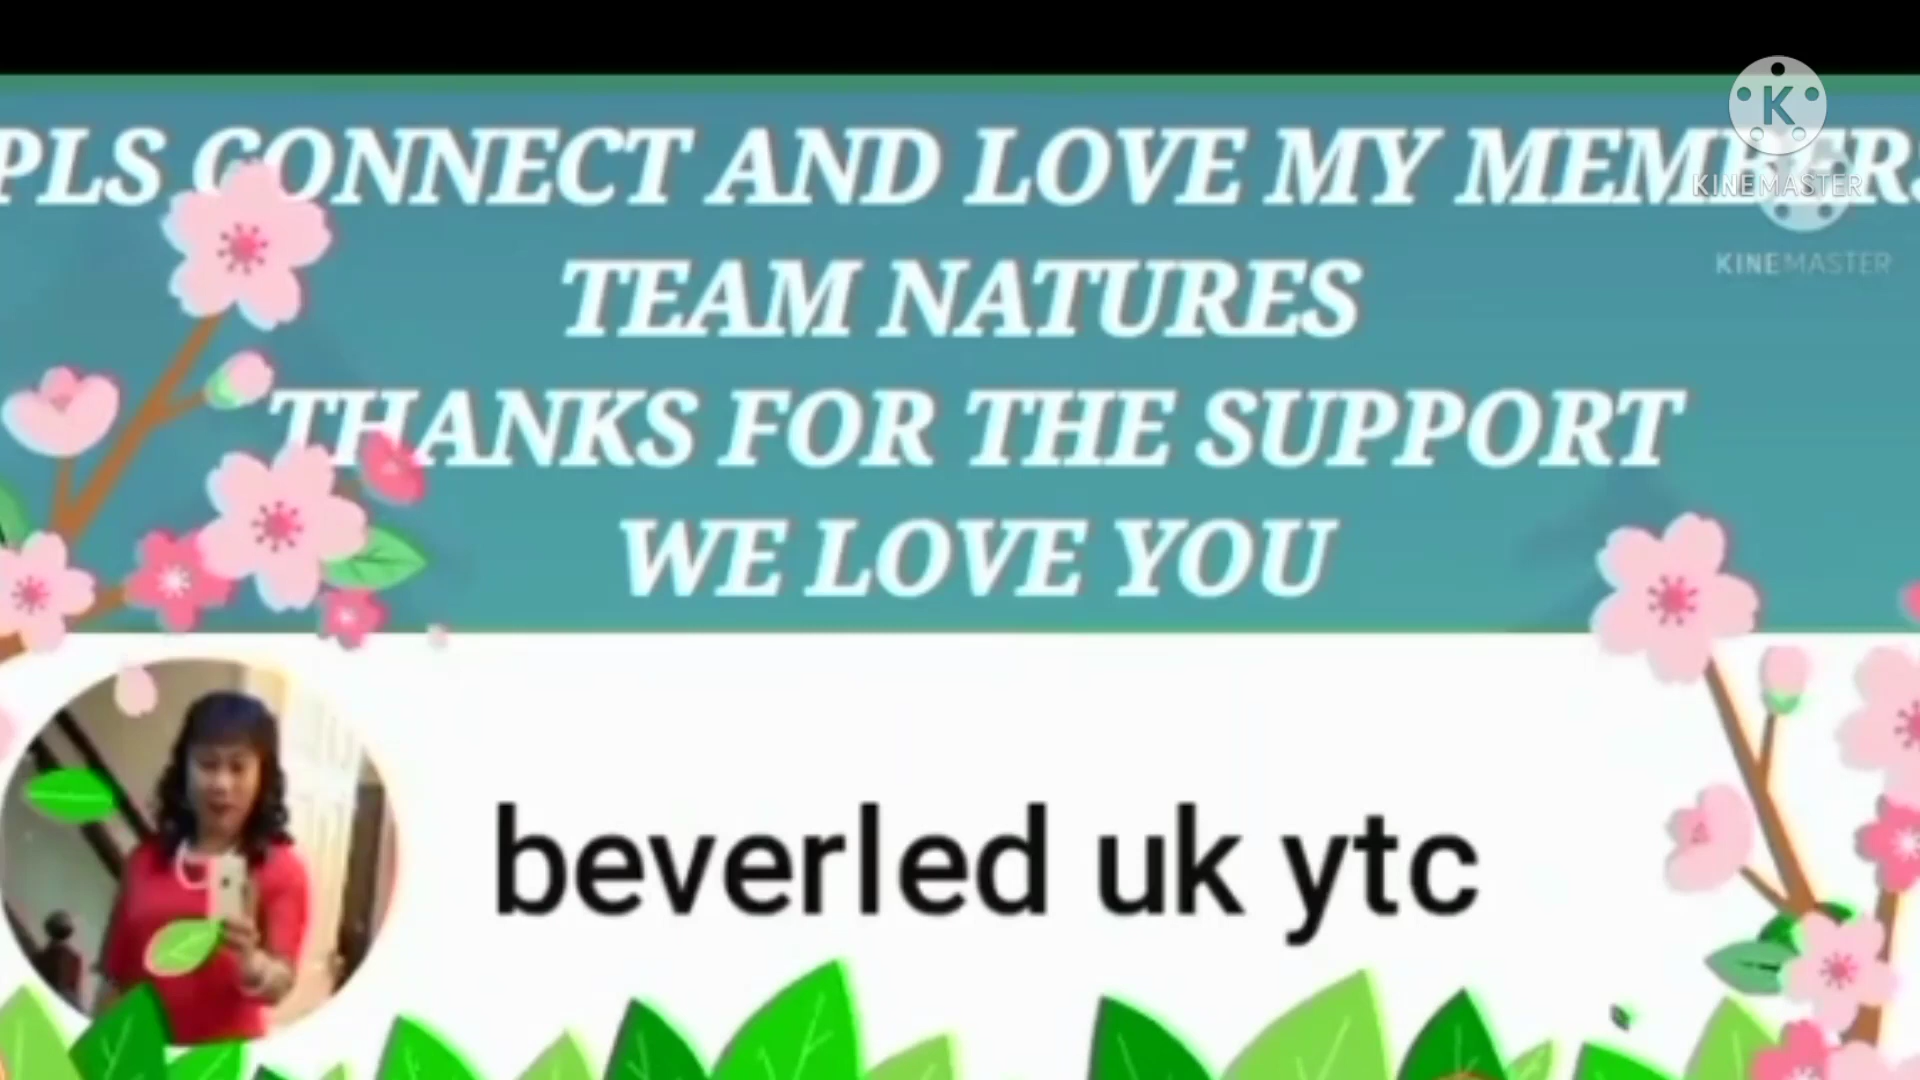 PLS CONNECT AND LOVE MY MEMBERS
TEAM NATURES
THANKS FOR THE SUPPORT
WE LOVE YOU
beverled uk ytc
K
KINEMASTER
KINEMASTER